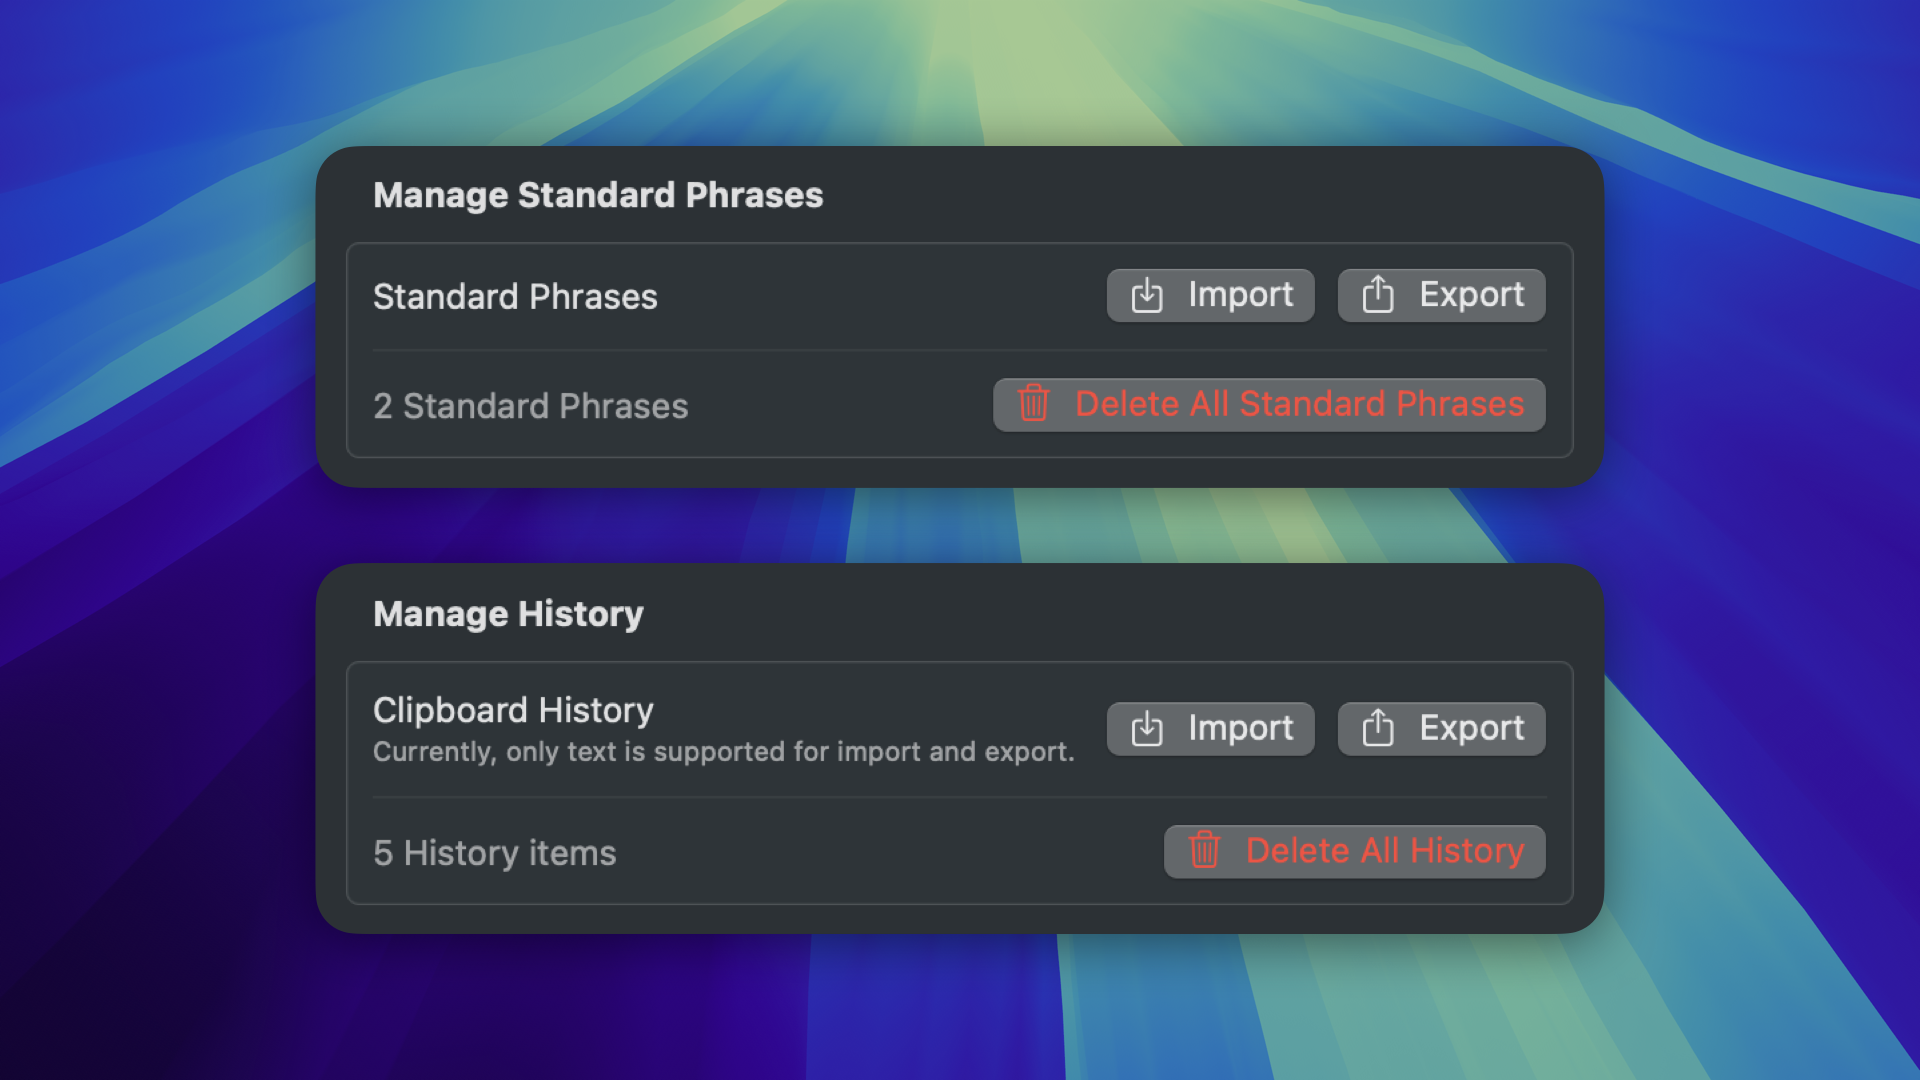 Manage Standard Phrases
Standard Phrases
Import
Export
2 Standard Phrases
Delete All Standard Phrases
Manage History
Clipboard History
Currently, only text is supported for import and export.
Import
Export
5 History items
Delete All History